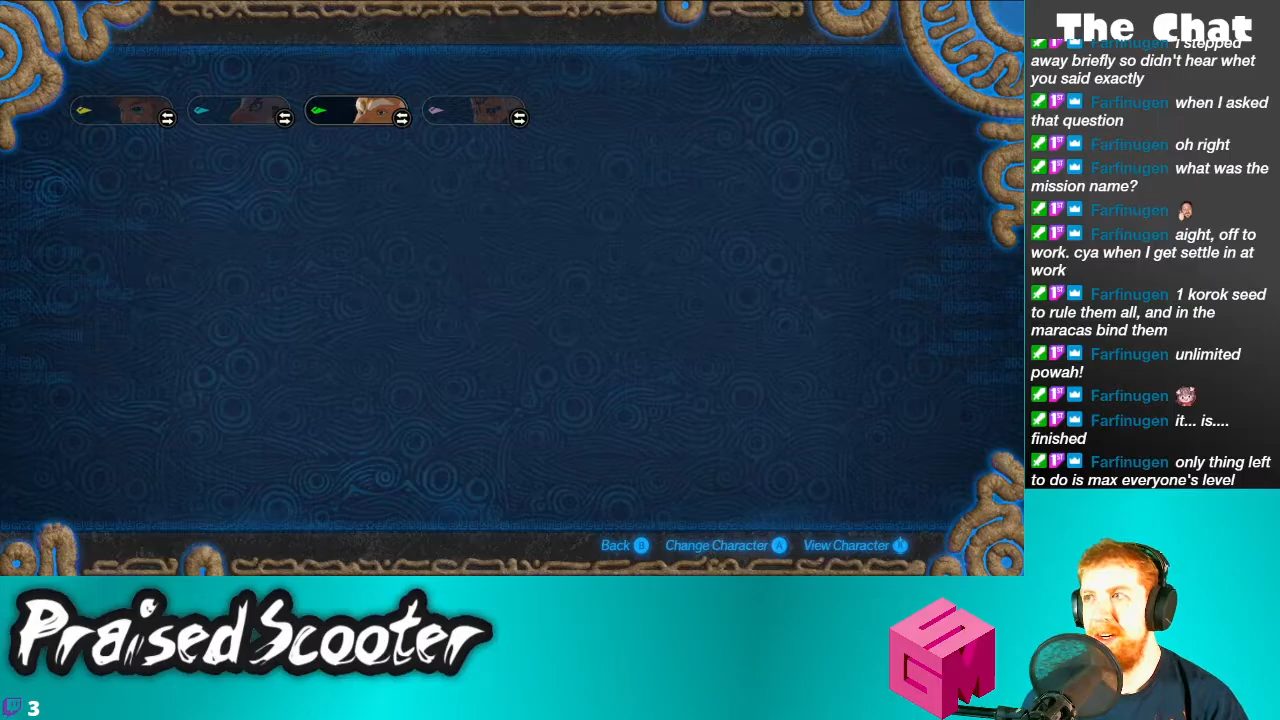 The Chat
Farfinugen I stepped
away briefly so didn't hear whet
you said exactly
Farfinugen when I asked
that question
Farfinugen oh right
Farfinugen what was the
mission name?
Farfinugen
Farfinugen aight, off to
work. cya when I get settle in at
work
Farfinugen 1 korok seed
to rule them all, and in the
maracas bind them
Farfinugen unlimited
powah!
Farfinugen
Farfinugen it... is....
finished
Farfinugen only thing left
to do is max everyone's level
Back B Change Character A View Character R
Praised Scooter
SGM
3